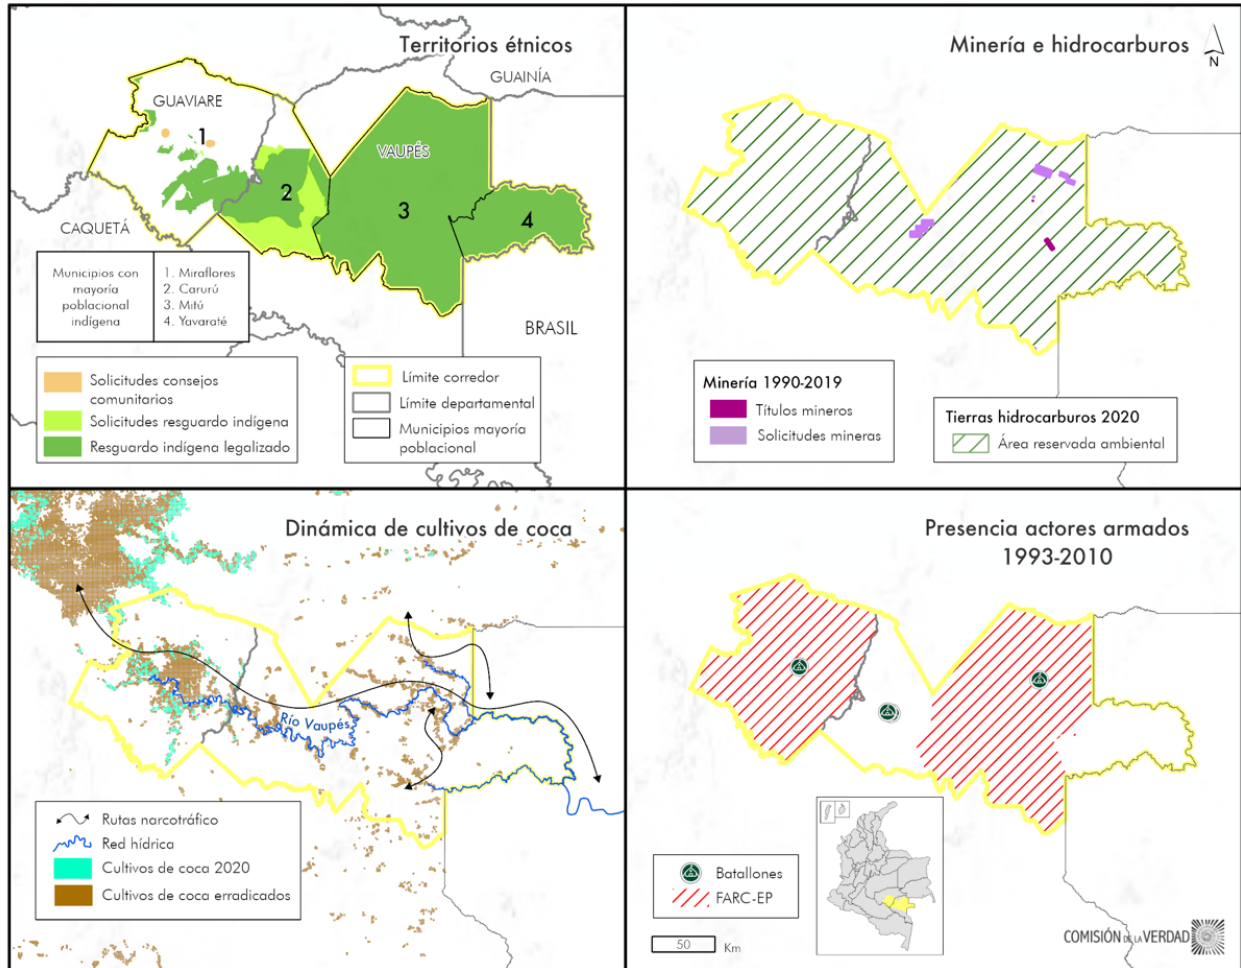 Territorios étnicos
GUAINÍA
GUAVIARE
1
VAUPÉS
2
3
4
CAQUETÁ
BRASIL
Municipios con
mayoría
poblacional
indígena
1. Miraflores
2. Carurú
3. Mitú
4. Yavaraté
Solicitudes consejos
comunitarios
Solicitudes resguardo indígena
Resguardo indígena legalizado
Límite corredor
Límite departamental
Municipios mayoría
poblacional
Minería e hidrocarburos
N
Minería 1990-2019
Títulos mineros
Solicitudes mineras
Tierras hidrocarburos 2020
Área reservada ambiental
Dinámica de cultivos de coca
Río Vaupés
Rutas narcotráfico
Red hídrica
Cultivos de coca 2020
Cultivos de coca erradicados
Presencia actores armados
1993-2010
Batallones
FARC-EP
50 Km
COMISIÓN DE LA VERDAD